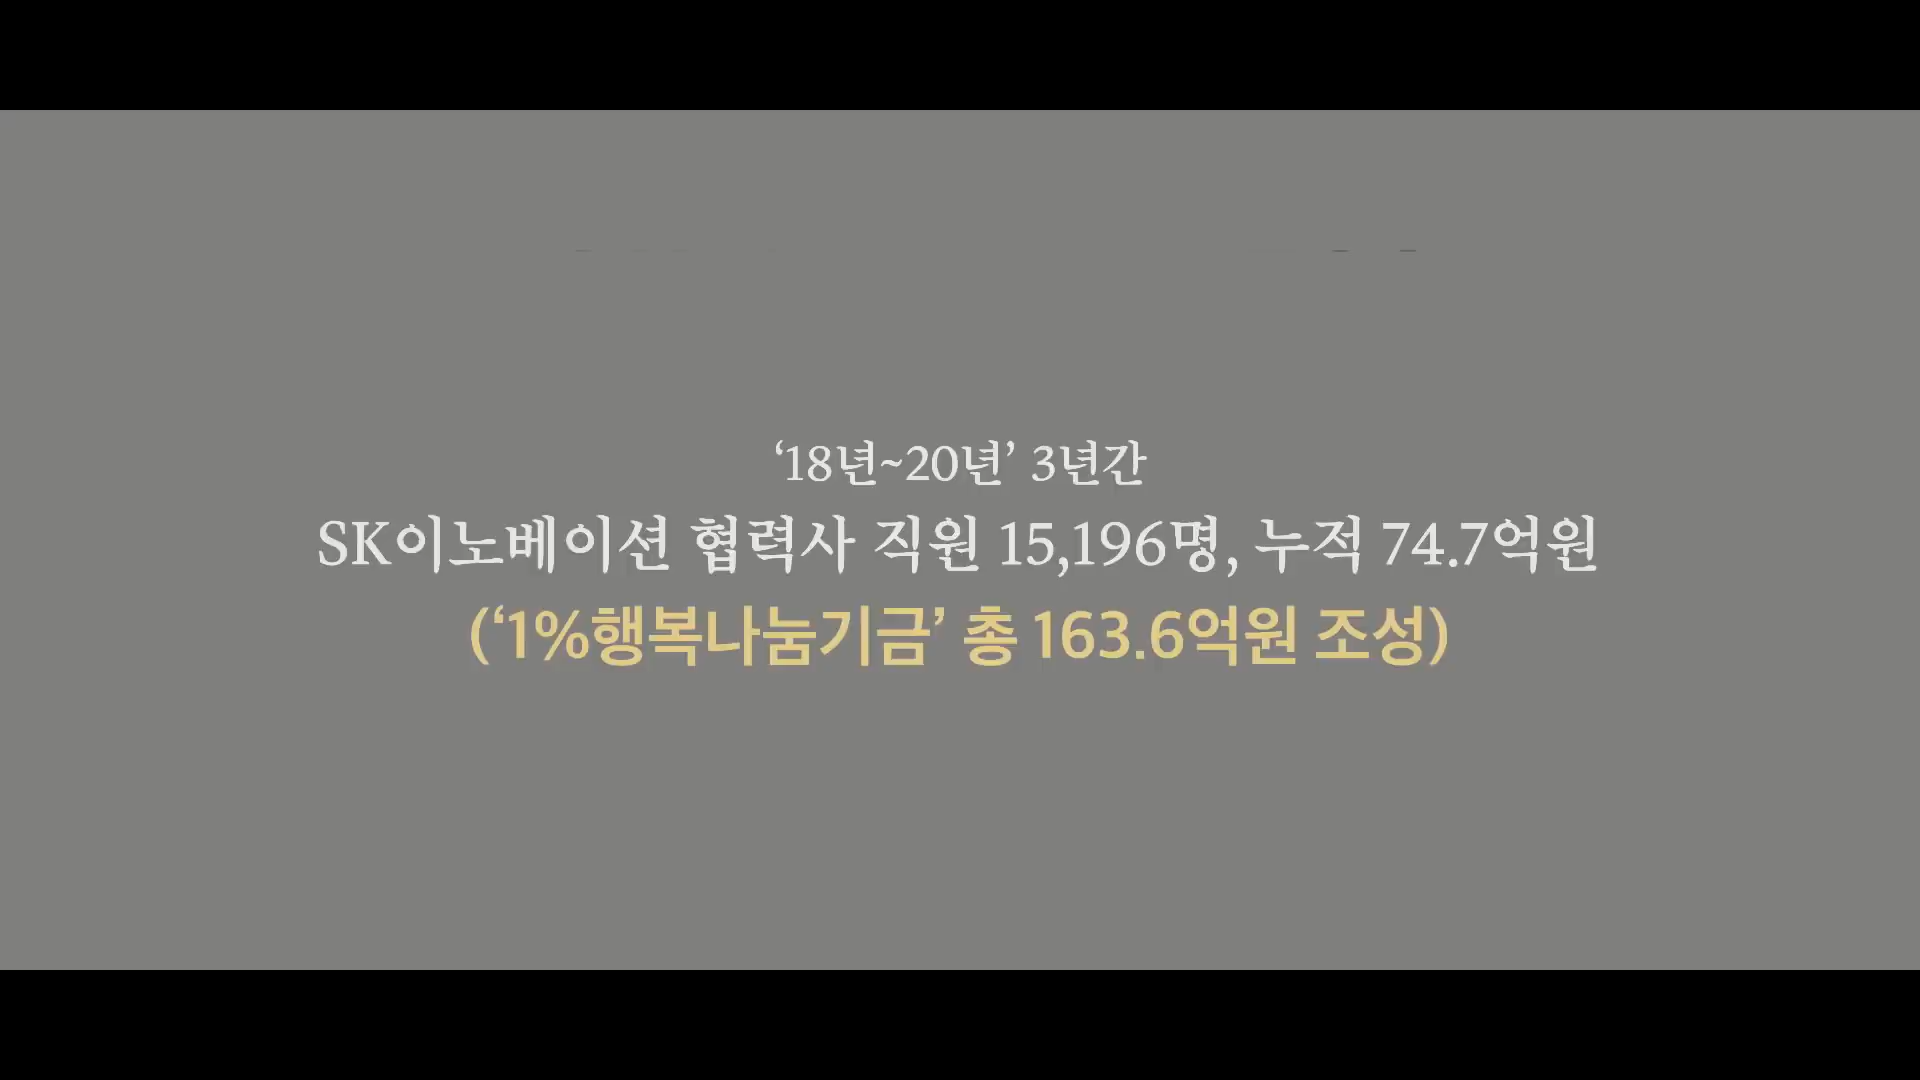 ‘18년~20년’ 3년간
SK이노베이션 협력사 직원 15,196명, 누적 74.7억원
(‘1%행복나눔기금’ 총 163.6억원 조성)